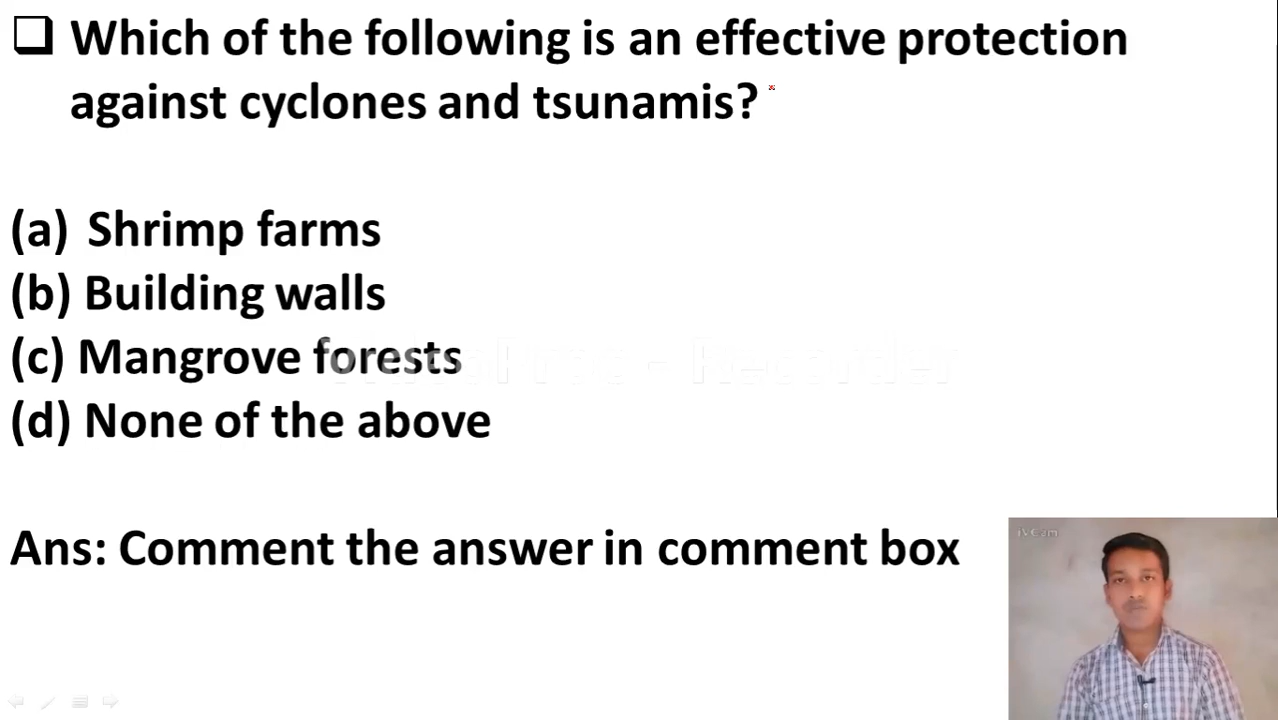 ❑ Which of the following is an effective protection
against cyclones and tsunamis?
(a) Shrimp farms
(b) Building walls
(c) Mangrove forests
(d) None of the above
Ans: Comment the answer in comment box
iVCam